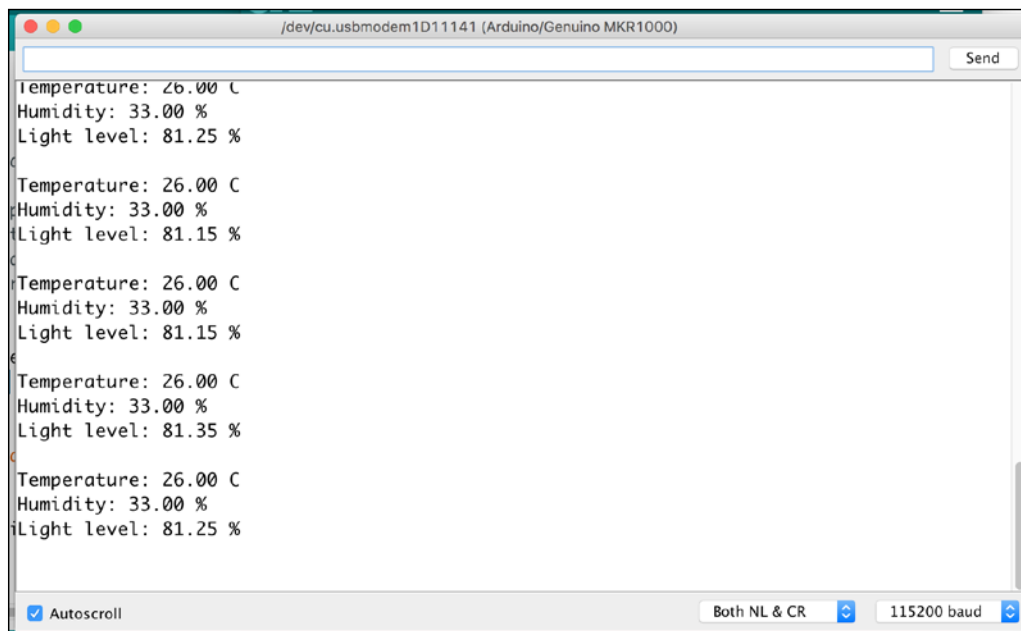 /dev/cu.usbmodem1D11141 (Arduino/Genuino MKR1000)
Send
Temperature: 26.00 C
Humidity: 33.00 %
Light level: 81.25 %
Temperature: 26.00 C
Humidity: 33.00 %
Light level: 81.15 %
Temperature: 26.00 C
Humidity: 33.00 %
Light level: 81.15 %
Temperature: 26.00 C
Humidity: 33.00 %
Light level: 81.35 %
Temperature: 26.00 C
Humidity: 33.00 %
Light level: 81.25 %
Autoscroll
Both NL & CR
115200 baud